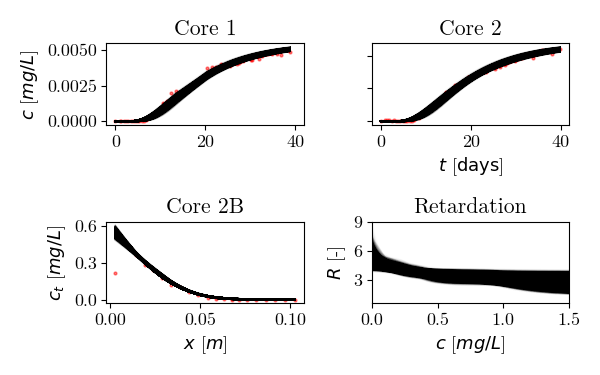 Core 1
0.0050
0.0025
0.0000
c [mg/L]
0 20 40
Core 2
0 20 40
t [days]
Core 2B
0.6
0.3
0.0
c_t [mg/L]
0.00 0.05 0.10
x [m]
Retardation
9
6
3
R [-]
0.0 0.5 1.0 1.5
c [mg/L]